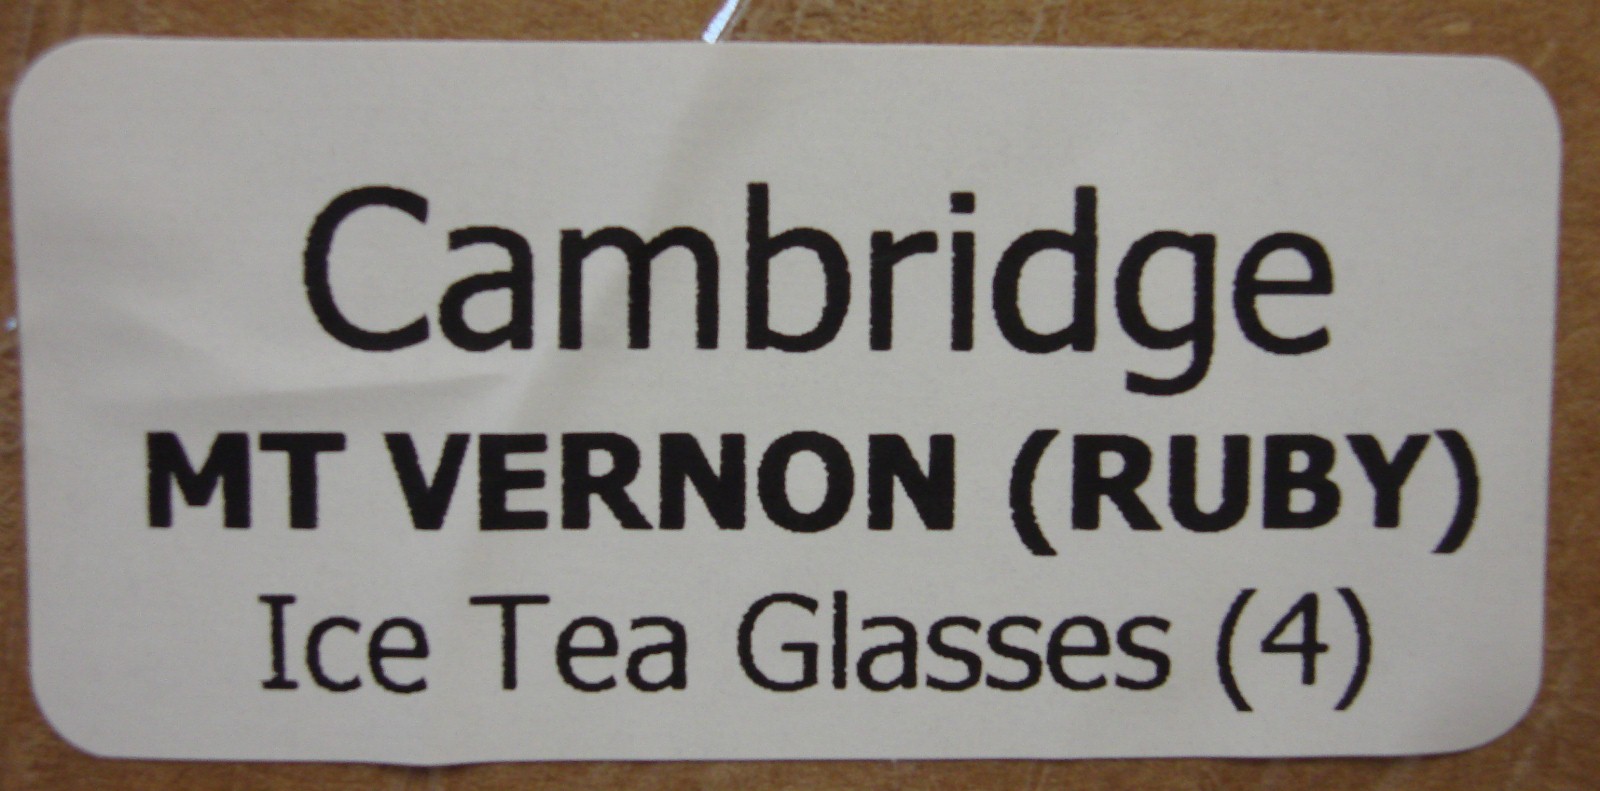 Cambridge
MT VERNON (RUBY)
Ice Tea Glasses (4)